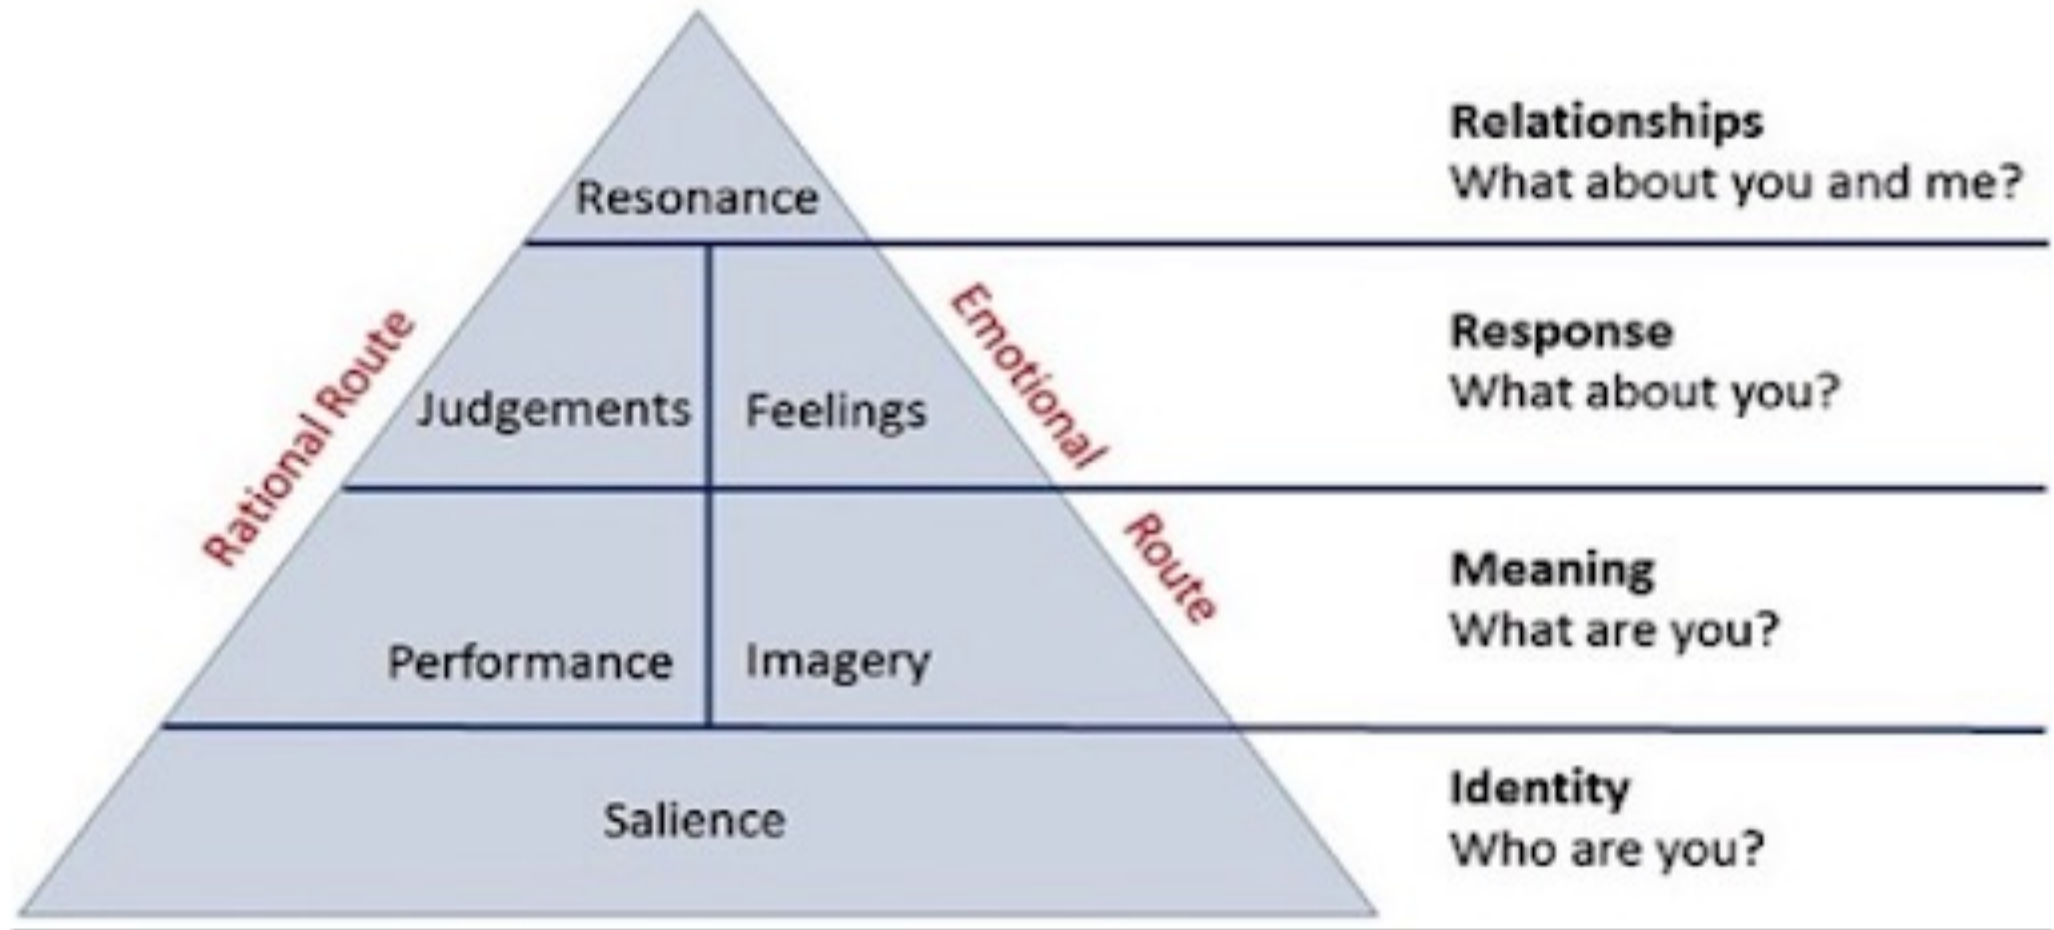 Relationships
What about you and me?
Resonance
Rational Route
Emotional Route
Response
What about you?
Judgements
Feelings
Meaning
What are you?
Performance
Imagery
Identity
Who are you?
Salience